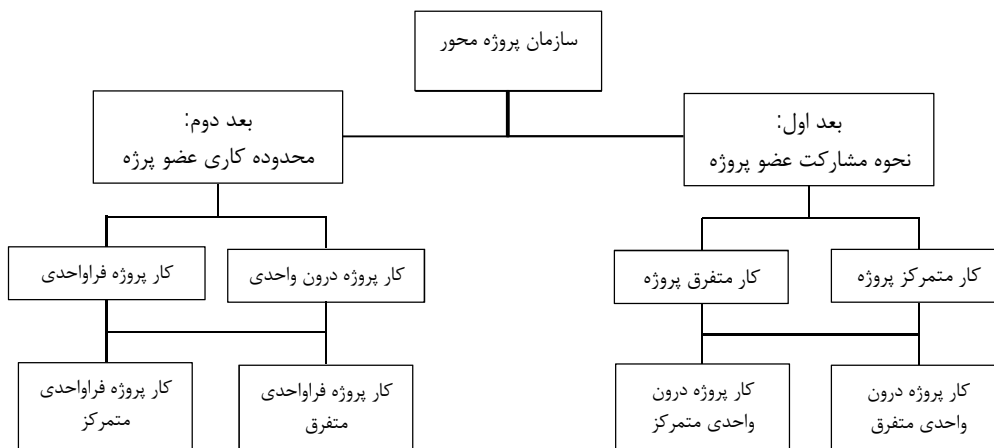 سازمان پروژه محور
بعد اول:
نحوه مشارکت عضو پروژه
بعد دوم:
محدوده کاری عضو پرژه
کار متمرکز پروژه
کار متفرق پروژه
کار پروژه درون واحدی
کار پروژه فراواحدی
کار پروژه درون
واحدی متفرق
کار پروژه درون
واحدی متمرکز
کار پروژه فراواحدی
متفرق
کار پروژه فراواحدی
متمرکز